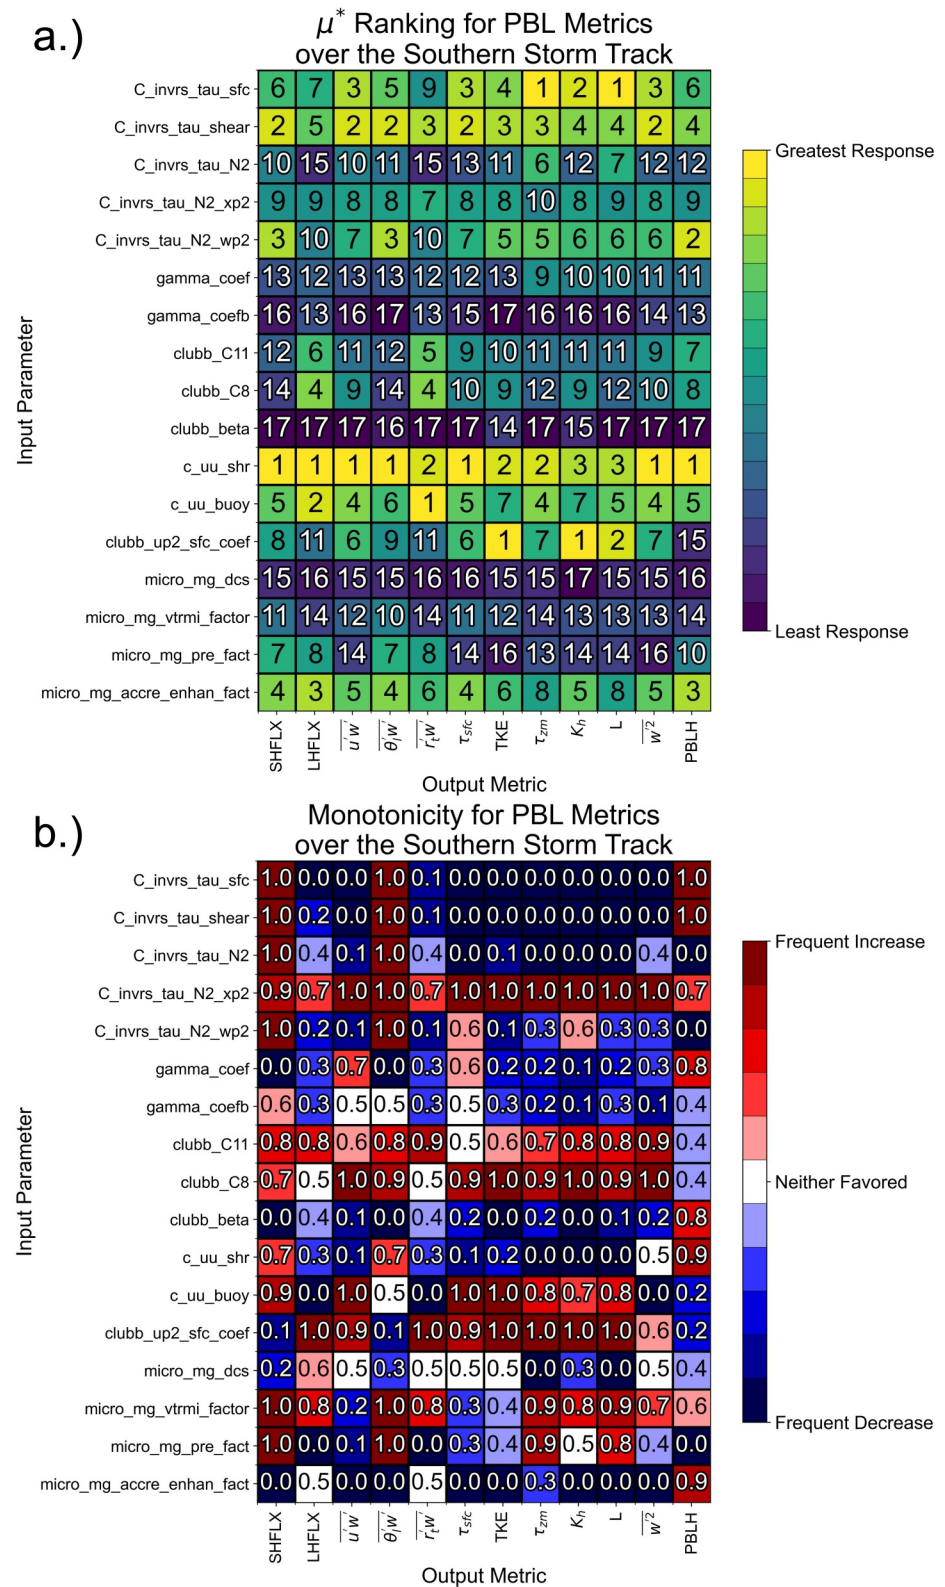 a.)
μ* Ranking for PBL Metrics
over the Southern Storm Track
Input Parameter
C_invrs_tau_sfc 6 7 3 5 9 3 4 1 2 1 3 6
C_invrs_tau_shear 2 5 2 2 3 2 3 3 4 4 2 4
C_invrs_tau_N2 10 15 10 11 15 13 11 6 12 7 12 12
C_invrs_tau_N2_xp2 9 9 8 8 7 8 8 10 8 9 8 9
C_invrs_tau_N2_wp2 3 10 7 3 10 7 5 5 6 6 6 2
gamma_coef 13 12 13 13 12 12 13 9 10 10 11 11
gamma_coefb 16 13 16 17 13 15 17 16 16 16 14 13
clubb_C11 12 6 11 12 5 9 10 11 11 11 9 7
clubb_C8 14 4 9 14 4 10 9 12 9 12 10 8
clubb_beta 17 17 17 16 17 17 14 17 15 17 17 17
c_uu_shr 1 1 1 1 2 1 2 2 3 3 1 1
c_uu_buoy 5 2 4 6 1 5 7 4 7 5 4 5
clubb_up2_sfc_coef 8 11 6 9 11 6 1 7 1 2 7 15
micro_mg_dcs 15 16 15 15 16 16 15 15 17 15 15 16
micro_mg_vtrmi_factor 11 14 12 10 14 11 12 14 13 13 13 14
micro_mg_pre_fact 7 8 14 7 8 14 16 13 14 14 16 10
micro_mg_accre_enhan_fact 4 3 5 4 6 4 6 8 5 8 5 3
SHFLX LHFLX u'w' θ_l'w' r_t'w' τ_sfc TKE τ_zm K_h L w'² PBLH
Output Metric
Greatest Response
Least Response
b.)
Monotonicity for PBL Metrics
over the Southern Storm Track
Input Parameter
C_invrs_tau_sfc 1.0 0.0 0.0 1.0 0.1 0.0 0.0 0.0 0.0 0.0 0.0 1.0
C_invrs_tau_shear 1.0 0.2 0.0 1.0 0.1 0.0 0.0 0.0 0.0 0.0 0.0 1.0
C_invrs_tau_N2 1.0 0.4 0.1 1.0 0.4 0.0 0.1 0.0 0.0 0.0 0.4 0.0
C_invrs_tau_N2_xp2 0.9 0.7 1.0 1.0 0.7 1.0 1.0 1.0 1.0 1.0 1.0 0.7
C_invrs_tau_N2_wp2 1.0 0.2 0.1 1.0 0.1 0.6 0.1 0.3 0.6 0.3 0.3 0.0
gamma_coef 0.0 0.3 0.7 0.0 0.3 0.6 0.2 0.2 0.1 0.2 0.3 0.8
gamma_coefb 0.6 0.3 0.5 0.5 0.3 0.5 0.3 0.2 0.1 0.3 0.1 0.4
clubb_C11 0.8 0.8 0.6 0.8 0.9 0.5 0.6 0.7 0.8 0.8 0.9 0.4
clubb_C8 0.7 0.5 1.0 0.9 0.5 0.9 1.0 0.9 1.0 0.9 1.0 0.4
clubb_beta 0.0 0.4 0.1 0.0 0.4 0.2 0.0 0.2 0.0 0.1 0.2 0.8
c_uu_shr 0.7 0.3 0.1 0.7 0.3 0.1 0.2 0.0 0.0 0.0 0.5 0.9
c_uu_buoy 0.9 0.0 1.0 0.5 0.0 1.0 1.0 0.8 0.7 0.8 0.0 0.2
clubb_up2_sfc_coef 0.1 1.0 0.9 0.1 1.0 0.9 1.0 1.0 1.0 1.0 0.6 0.2
micro_mg_dcs 0.2 0.6 0.5 0.3 0.5 0.5 0.5 0.0 0.3 0.0 0.5 0.4
micro_mg_vtrmi_factor 1.0 0.8 0.2 1.0 0.8 0.3 0.4 0.9 0.8 0.9 0.7 0.6
micro_mg_pre_fact 1.0 0.0 0.1 1.0 0.0 0.3 0.4 0.9 0.5 0.8 0.4 0.0
micro_mg_accre_enhan_fact 0.0 0.5 0.0 0.0 0.5 0.0 0.0 0.3 0.0 0.0 0.0 0.9
SHFLX LHFLX u'w' θ_l'w' r_t'w' τ_sfc TKE τ_zm K_h L w'² PBLH
Output Metric
Frequent Increase
Neither Favored
Frequent Decrease